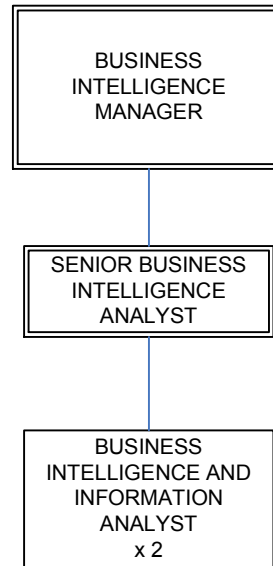 BUSINESS
INTELLIGENCE
MANAGER
SENIOR BUSINESS
INTELLIGENCE
ANALYST
BUSINESS
INTELLIGENCE AND
INFORMATION
ANALYST
x 2